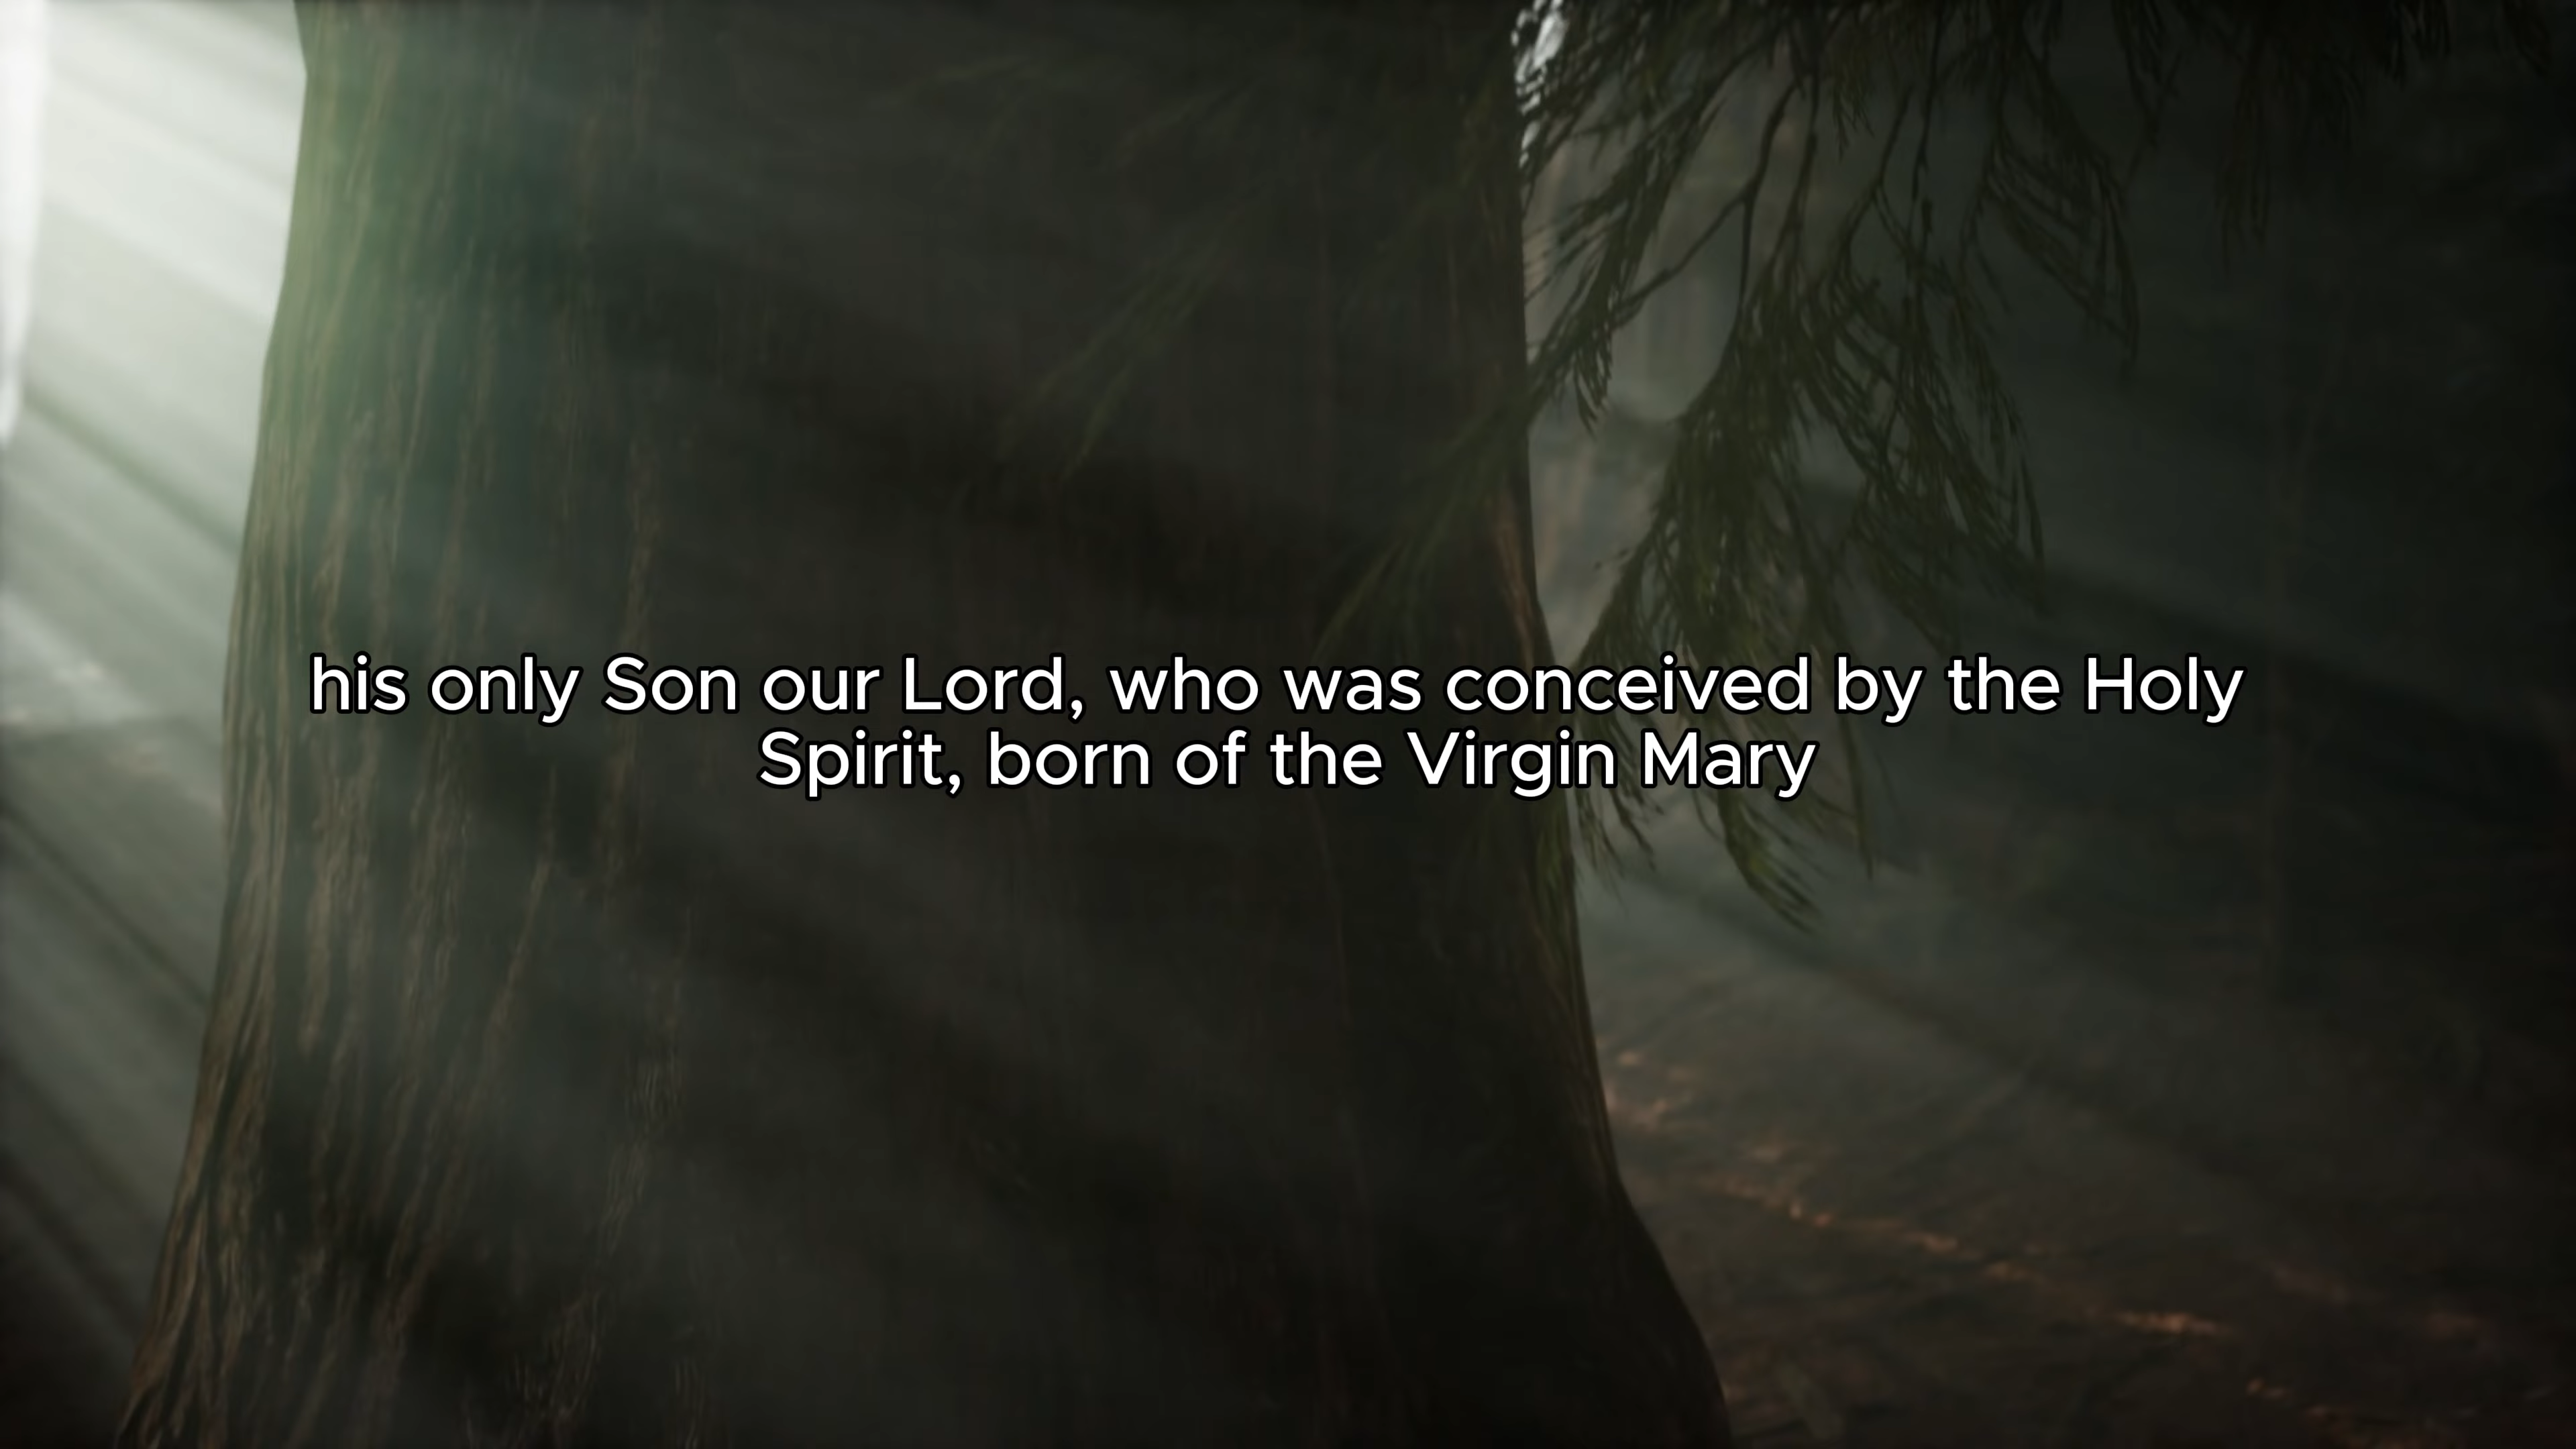 his only Son our Lord, who was conceived by the Holy
Spirit, born of the Virgin Mary